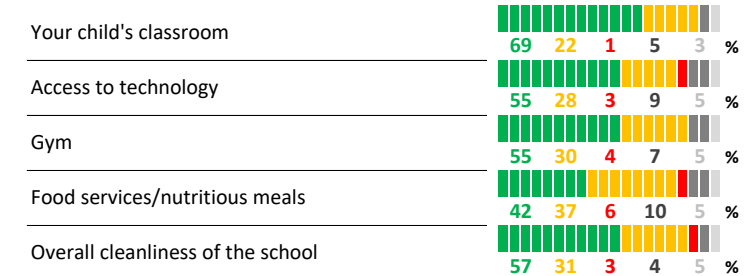 Your child's classroom
69 22 1 5 3 %
Access to technology
55 28 3 9 5 %
Gym
55 30 4 7 5 %
Food services/nutritious meals
42 37 6 10 5 %
Overall cleanliness of the school
57 31 3 4 5 %